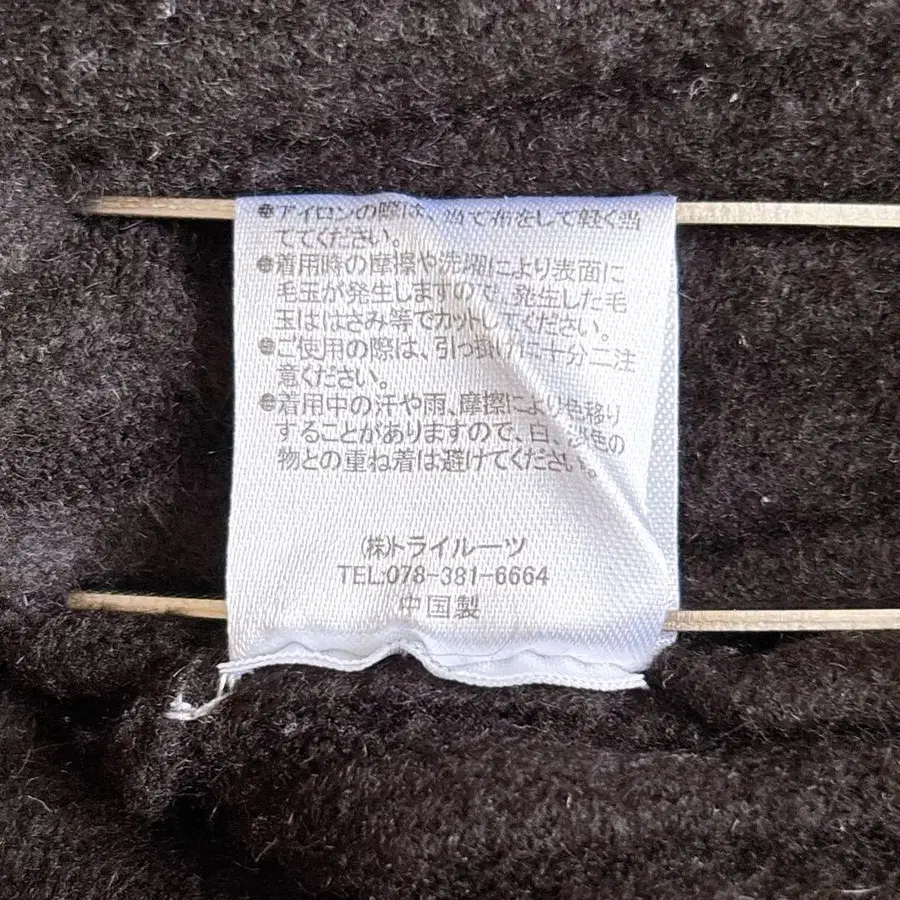 ●アイロンの際は、当て布をして軽く当
ててください。
●着用時の摩擦や洗濯により表面に
毛玉が発生しますので、発生した毛
玉ははさみ等でカットしてください。
●ご使用の際は、引っ掛けに十分ニ注
意ください。
●着用中の汗や雨、摩擦により色移り
することがありますので、白、淡色の
物との重ね着は避けてください。
(株)トライルーツ
TEL:078-381-6664
中国製